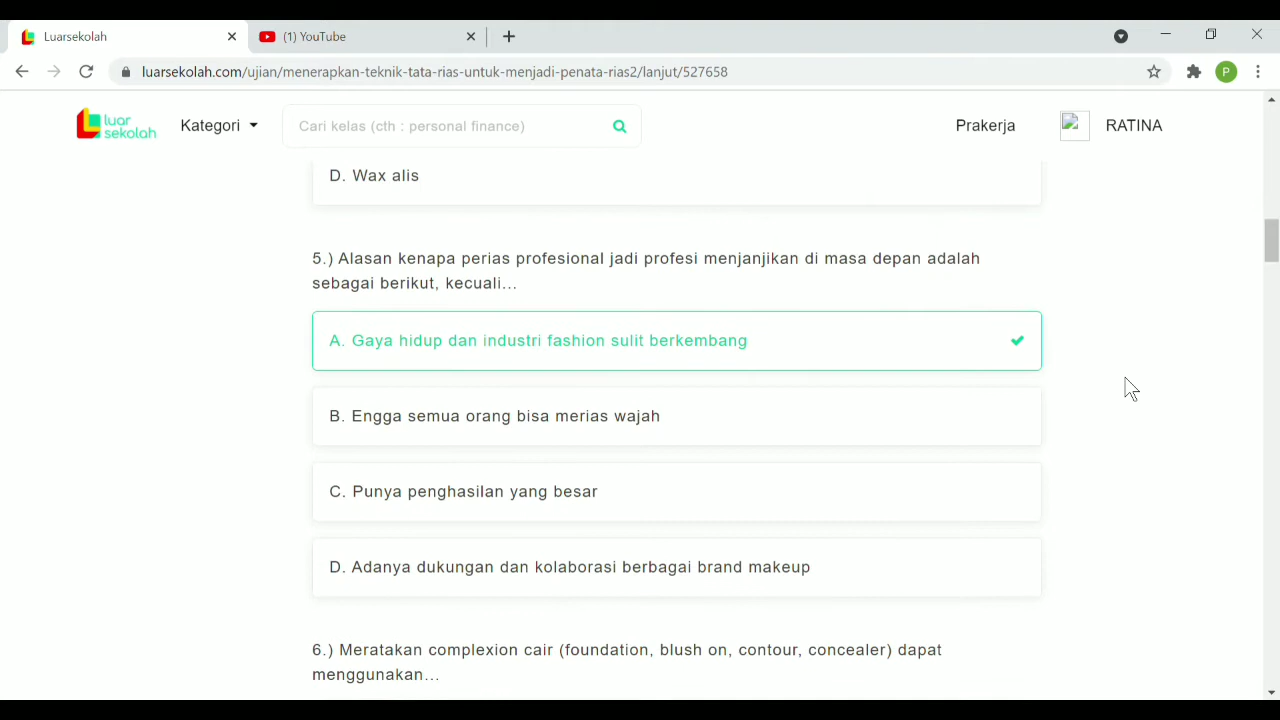 Luarsekolah
(1) YouTube
luarsekolah.com/ujian/menerapkan-teknik-tata-rias-untuk-menjadi-penata-rias2/lanjut/527658
P
luar
sekolah
Kategori
Cari kelas (cth : personal finance)
Prakerja
RATINA
D. Wax alis
5.) Alasan kenapa perias profesional jadi profesi menjanjikan di masa depan adalah
sebagai berikut, kecuali...
A. Gaya hidup dan industri fashion sulit berkembang
B. Engga semua orang bisa merias wajah
C. Punya penghasilan yang besar
D. Adanya dukungan dan kolaborasi berbagai brand makeup
6.) Meratakan complexion cair (foundation, blush on, contour, concealer) dapat
menggunakan...